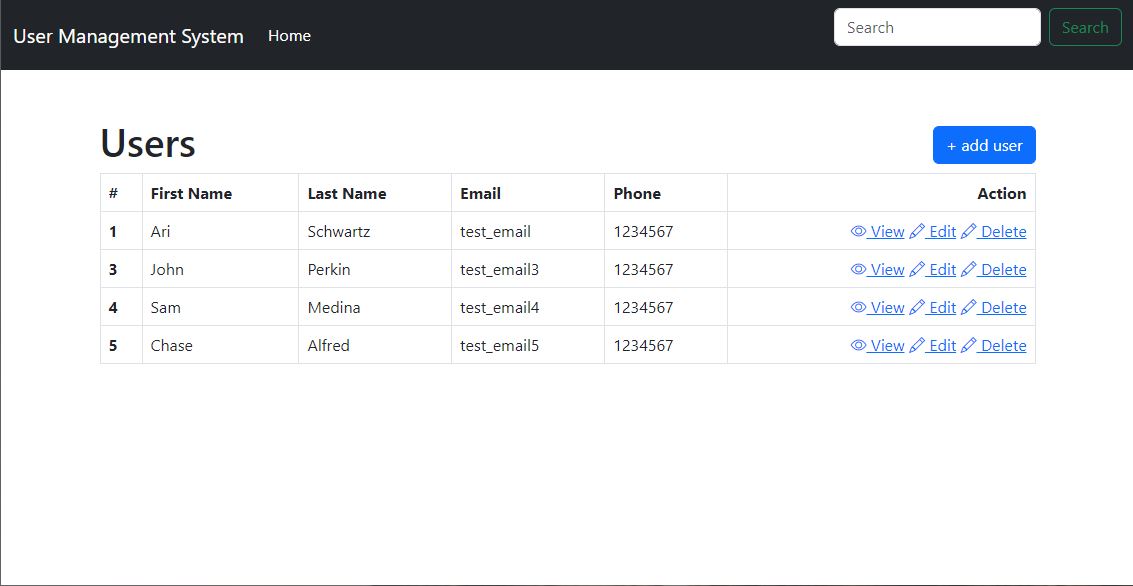 User Management System Home Search Search
Users + add user
# First Name Last Name Email Phone Action
1 Ari Schwartz test_email 1234567 View Edit Delete
3 John Perkin test_email3 1234567 View Edit Delete
4 Sam Medina test_email4 1234567 View Edit Delete
5 Chase Alfred test_email5 1234567 View Edit Delete